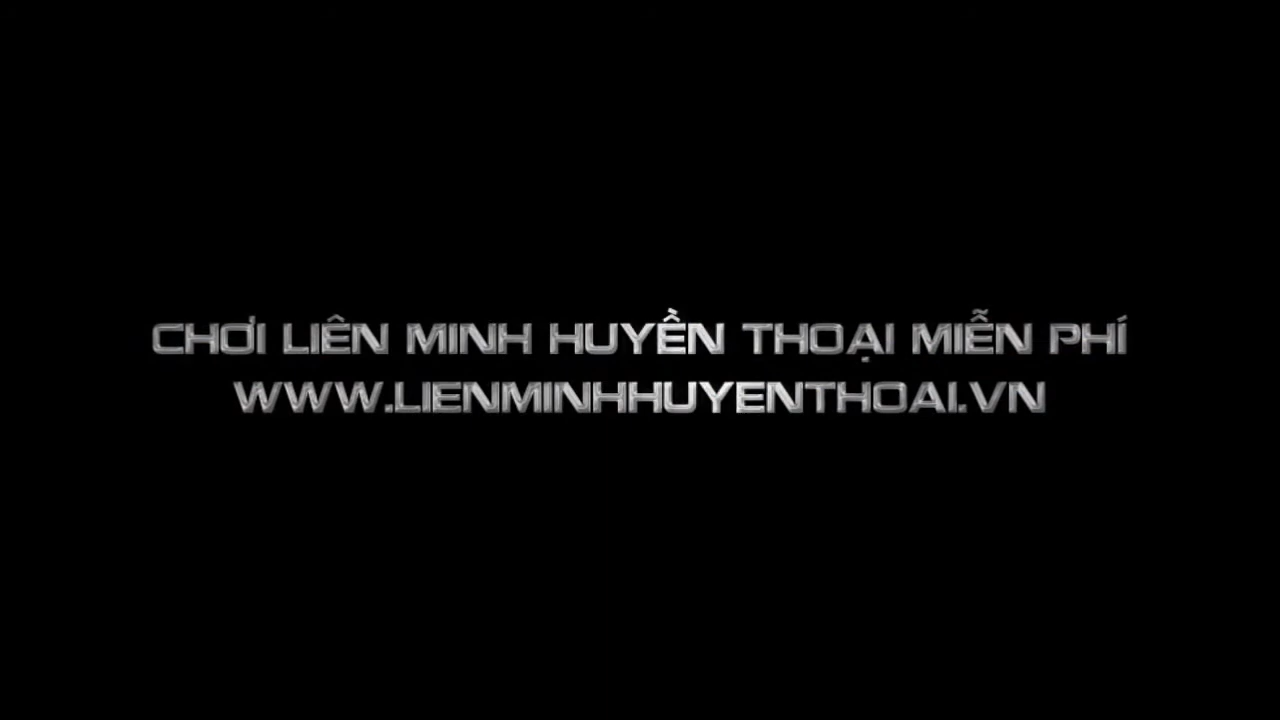 CHƠI LIÊN MINH HUYỀN THOẠI MIỄN PHÍ
WWW.LIENMINHHUYENTHOAI.VN